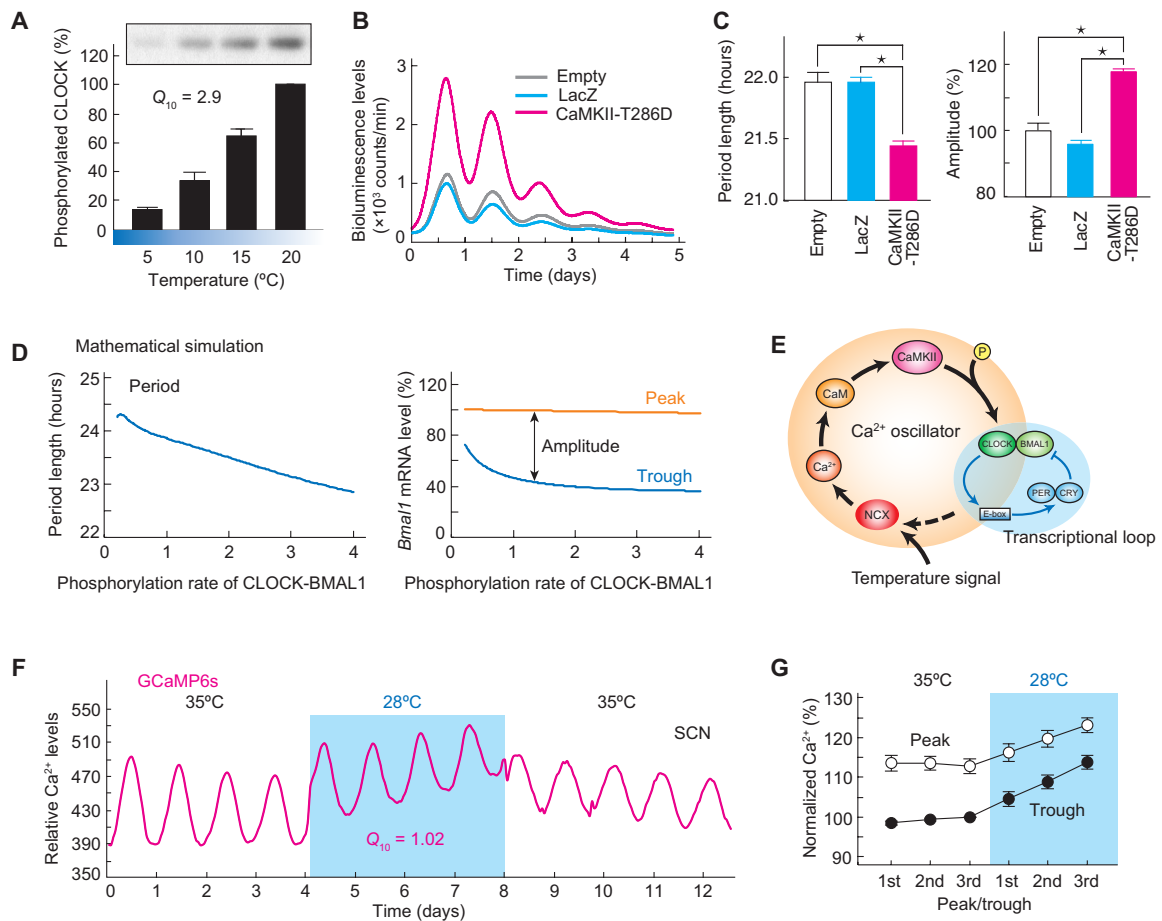 A
Phosphorylated CLOCK (%)
120
100
80
60
40
20
0
Q10 = 2.9
5 10 15 20
Temperature (ºC)
B
Bioluminescence levels
(×10³ counts/min)
3
2
1
0
Empty
LacZ
CaMKII-T286D
0 1 2 3 4 5
Time (days)
C
Period length (hours)
22.0
21.5
21.0
★
★
Empty
LacZ
CaMKII
-T286D
Amplitude (%)
120
100
80
★
★
Empty
LacZ
CaMKII
-T286D
D
Mathematical simulation
Period length (hours)
25
24
23
22
Period
0 1 2 3 4
Phosphorylation rate of CLOCK-BMAL1
Bmal1 mRNA level (%)
120
80
40
0
Peak
Amplitude
Trough
0 1 2 3 4
Phosphorylation rate of CLOCK-BMAL1
E
P
CaMKII
CaM
Ca²⁺ oscillator
CLOCK BMAL1
Ca²⁺
PER CRY
NCX
E-box
Transcriptional loop
Temperature signal
F
GCaMP6s
35ºC 28ºC 35ºC
SCN
Relative Ca²⁺ levels
550
510
470
430
390
350
Q10 = 1.02
0 1 2 3 4 5 6 7 8 9 10 11 12
Time (days)
G
35ºC 28ºC
Normalized Ca²⁺ (%)
130
120
110
100
90
Peak
Trough
1st 2nd 3rd 1st 2nd 3rd
Peak/trough